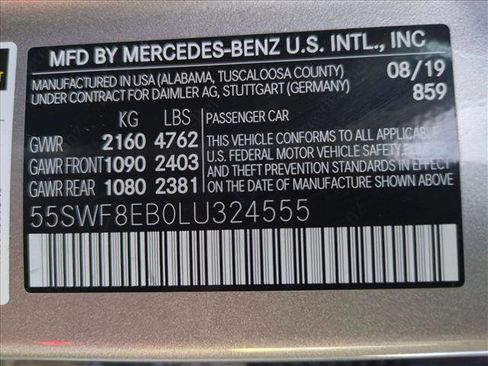 MFD BY MERCEDES-BENZ U.S. INTL., INC
MANUFACTURED IN USA (ALABAMA, TUSCALOOSA COUNTY) 08/19
UNDER CONTRACT FOR DAIMLER AG, STUTTGART (GERMANY) 859
KG LBS PASSENGER CAR
GVWR 2160 4762 THIS VEHICLE CONFORMS TO ALL APPLICABLE
GAWR FRONT 1090 2403 U.S. FEDERAL MOTOR VEHICLE SAFETY, BUMPER,
GAWR REAR 1080 2381 AND THEFT PREVENTION STANDARDS IN EFFECT
ON THE DATE OF MANUFACTURE SHOWN ABOVE.
55SWF8EB0LU324555